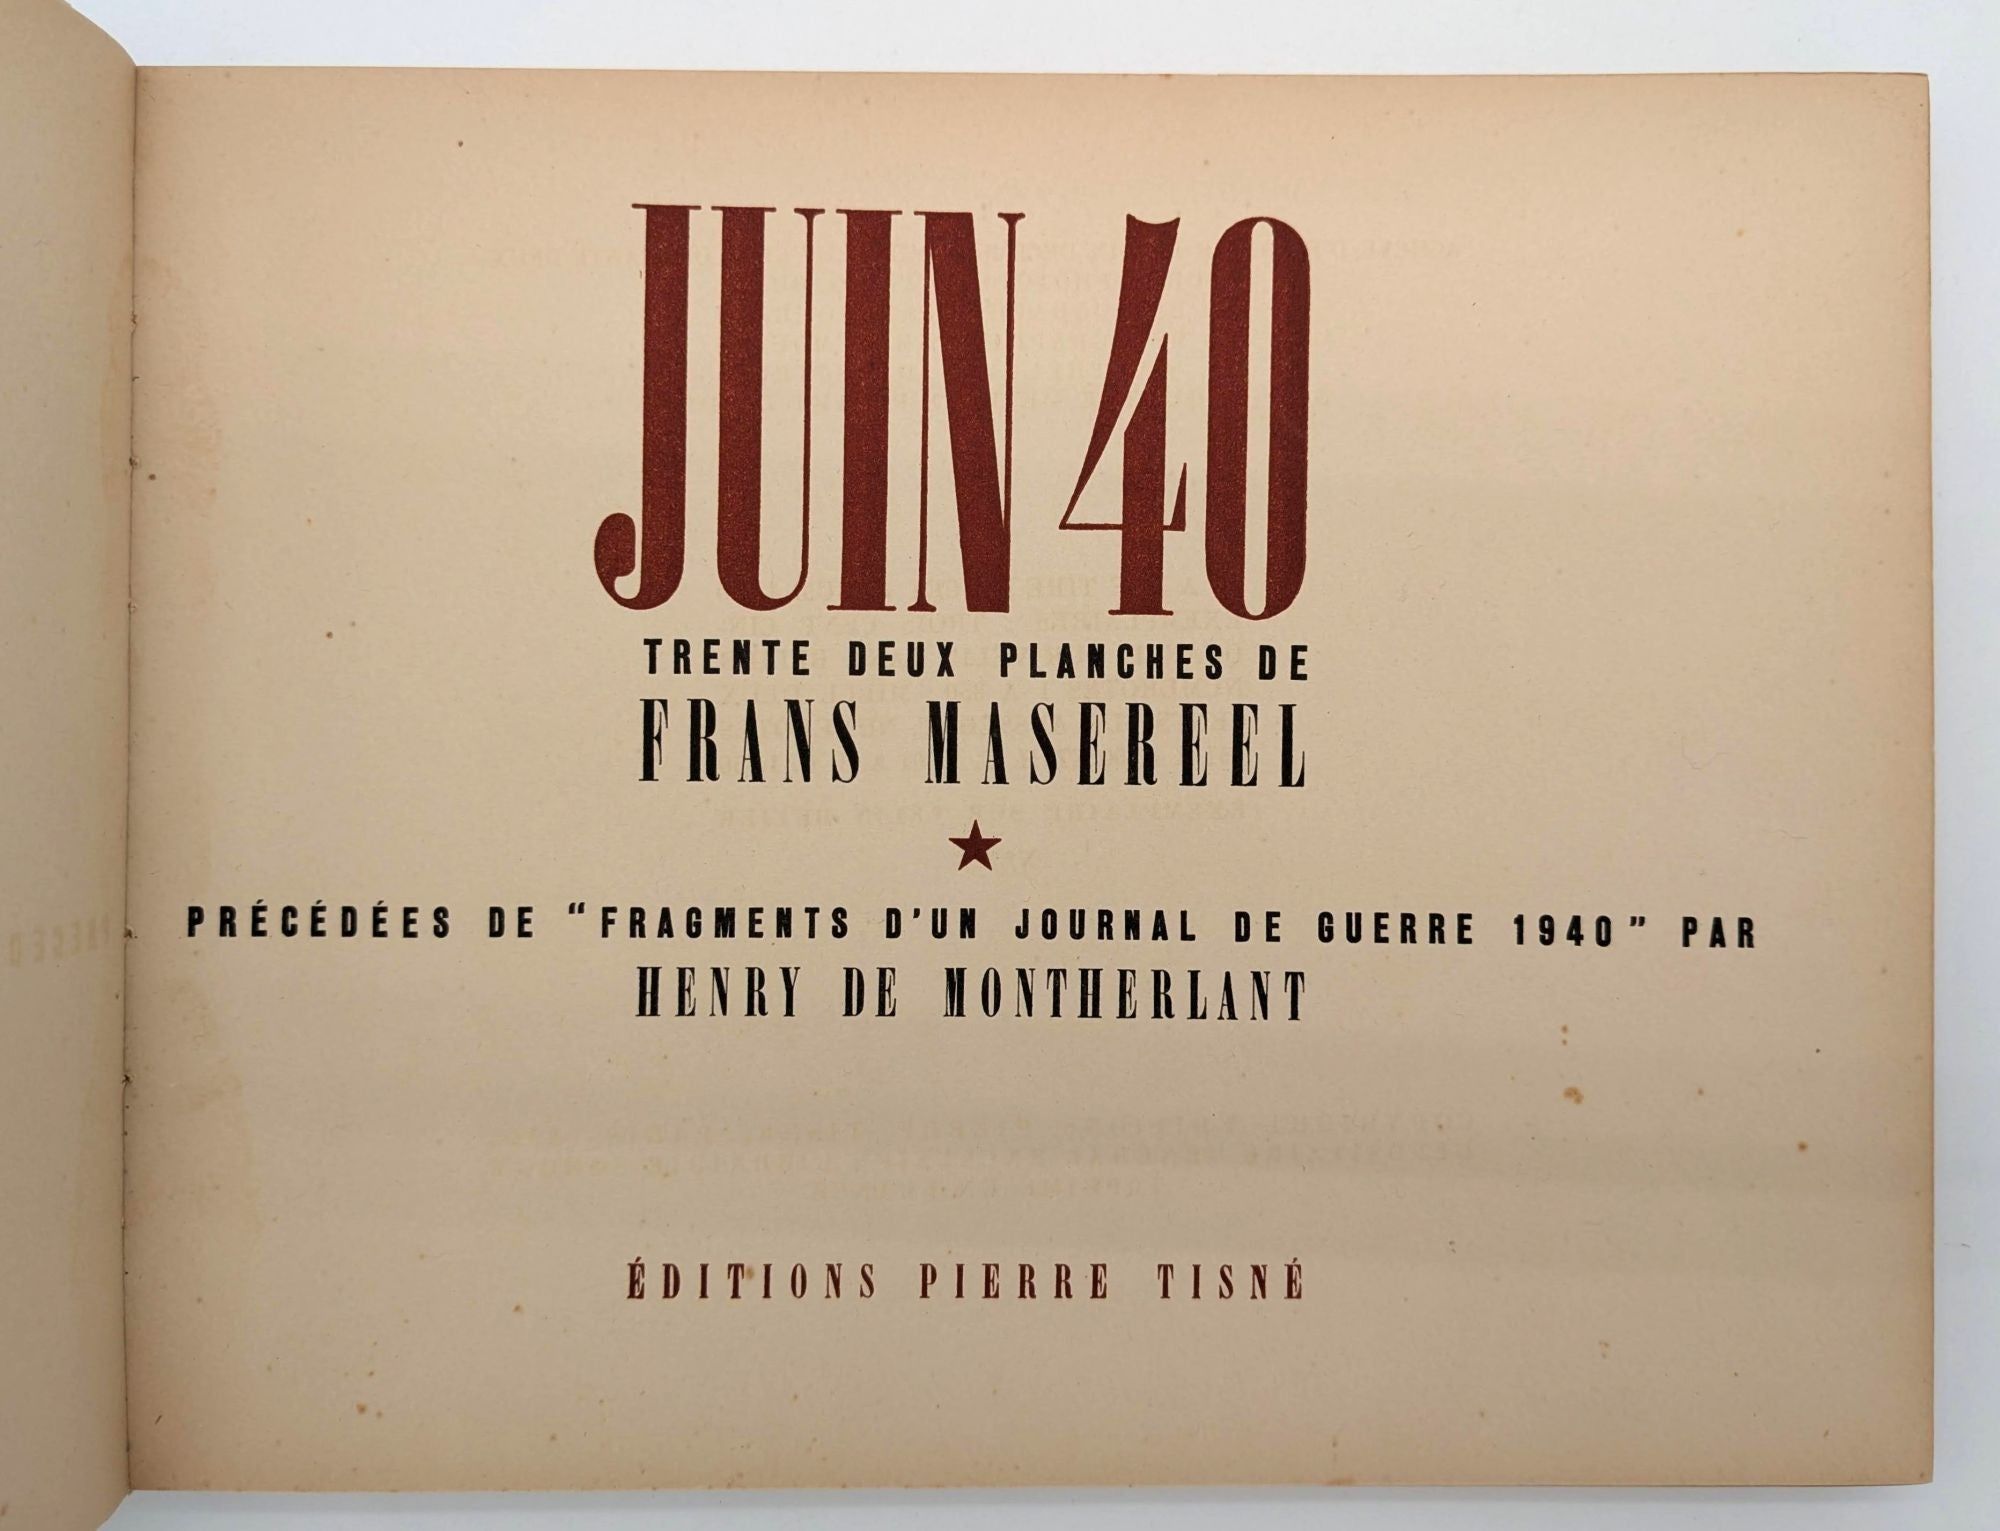 JUIN 40
TRENTE DEUX PLANCHES DE
FRANS MASEREEL
★
PRÉCÉDÉES DE "FRAGMENTS D'UN JOURNAL DE GUERRE 1940" PAR
HENRY DE MONTHERLANT
ÉDITIONS PIERRE TISNÉ